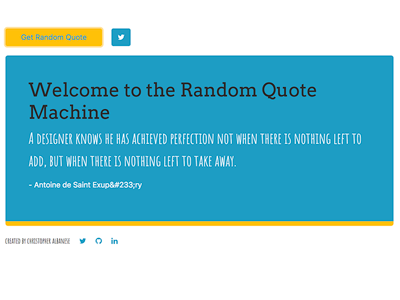 Get Random Quote
Welcome to the Random Quote
Machine
A designer knows he has achieved perfection not when there is nothing left to
add, but when there is nothing left to take away.
- Antoine de Saint Exup&#233;ry
created by Christopher Albanese